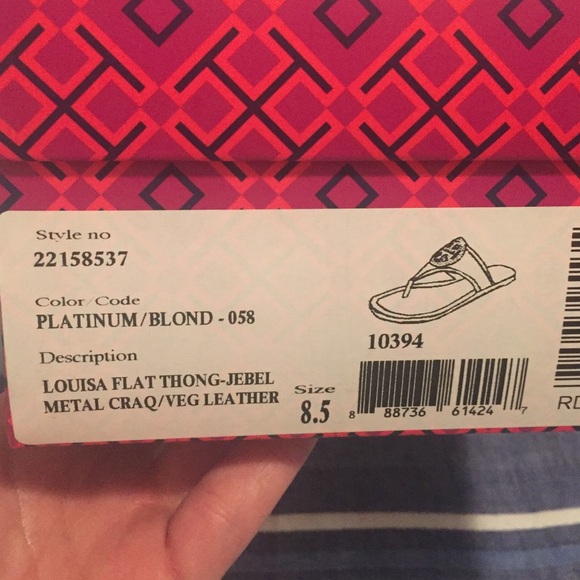 Style no
22158537
Color/Code
PLATINUM/BLOND - 058
Description
LOUISA FLAT THONG-JEBEL
METAL CRAQ/VEG LEATHER
Size
8.5
10394
8 88736 61424 7